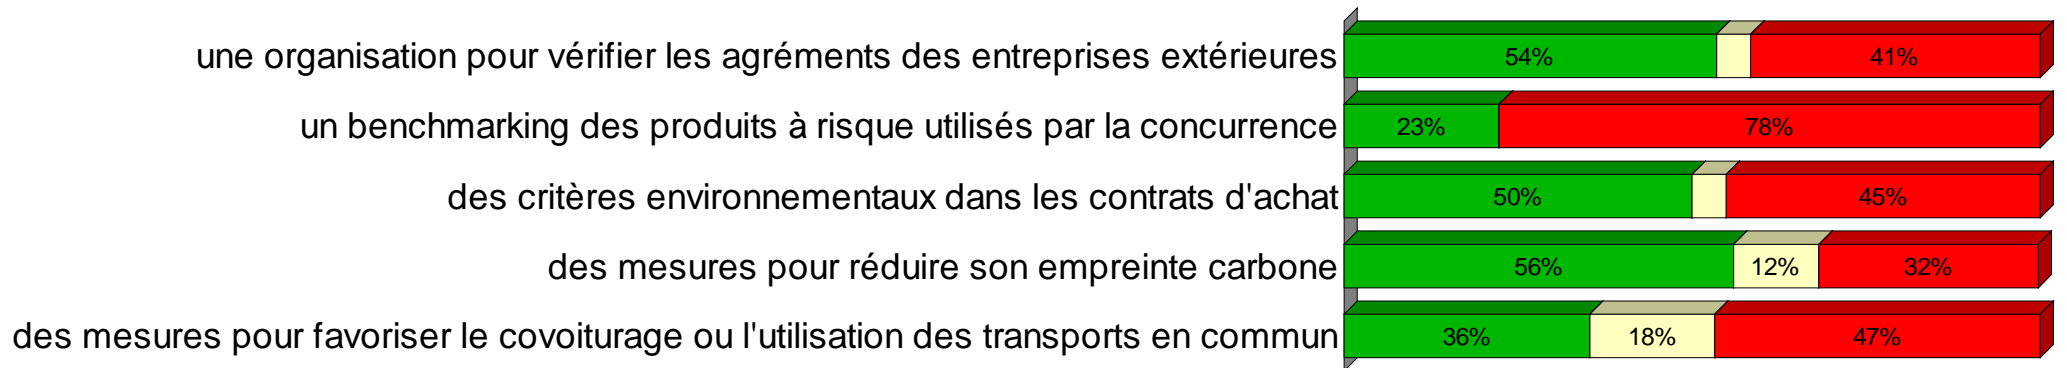 une organisation pour vérifier les agréments des entreprises extérieures 54% 41%
un benchmarking des produits à risque utilisés par la concurrence 23% 78%
des critères environnementaux dans les contrats d'achat 50% 45%
des mesures pour réduire son empreinte carbone 56% 12% 32%
des mesures pour favoriser le covoiturage ou l'utilisation des transports en commun 36% 18% 47%